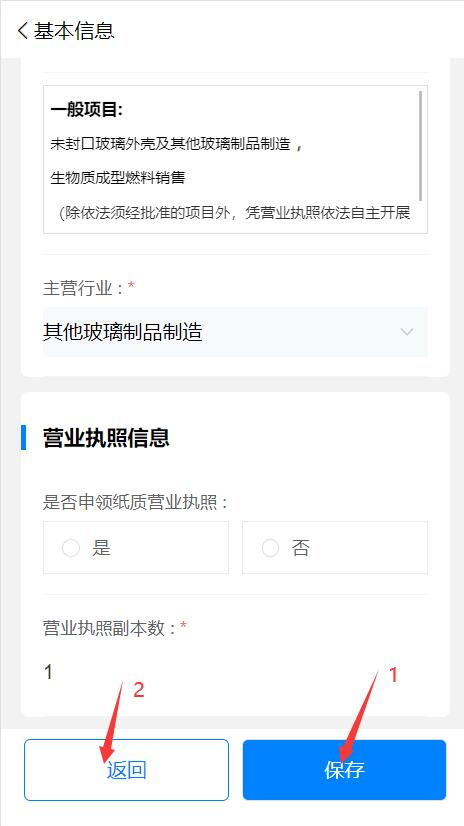 基本信息
一般项目:
未封口玻璃外壳及其他玻璃制品制造 ，
生物质成型燃料销售
（除依法须经批准的项目外，凭营业执照依法自主开展
主营行业 : *
其他玻璃制品制造
营业执照信息
是否申领纸质营业执照 :
是 否
营业执照副本数 : *
1
2 1
返回 保存